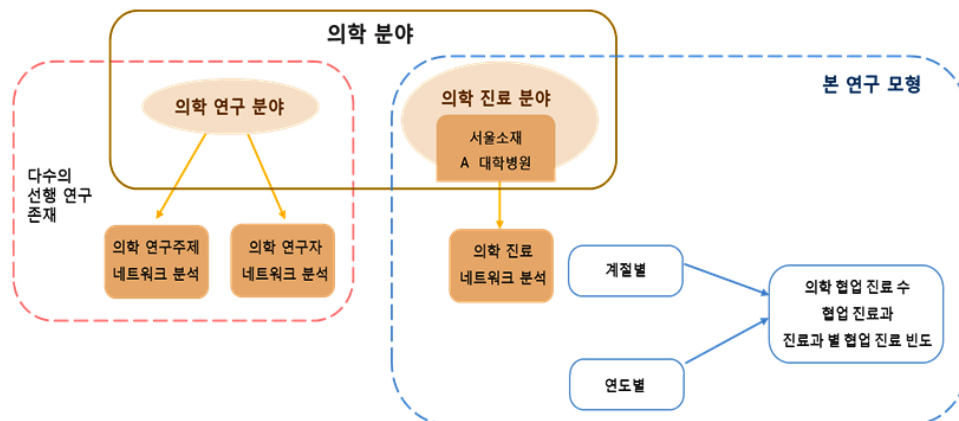 의학 분야
의학 연구 분야
다수의
선행 연구
존재
의학 연구주제
네트워크 분석
의학 연구자
네트워크 분석
본 연구 모형
의학 진료 분야
서울소재
A 대학병원
의학 진료
네트워크 분석
계절별
연도별
의학 협업 진료 수
협업 진료과
진료과 별 협업 진료 빈도